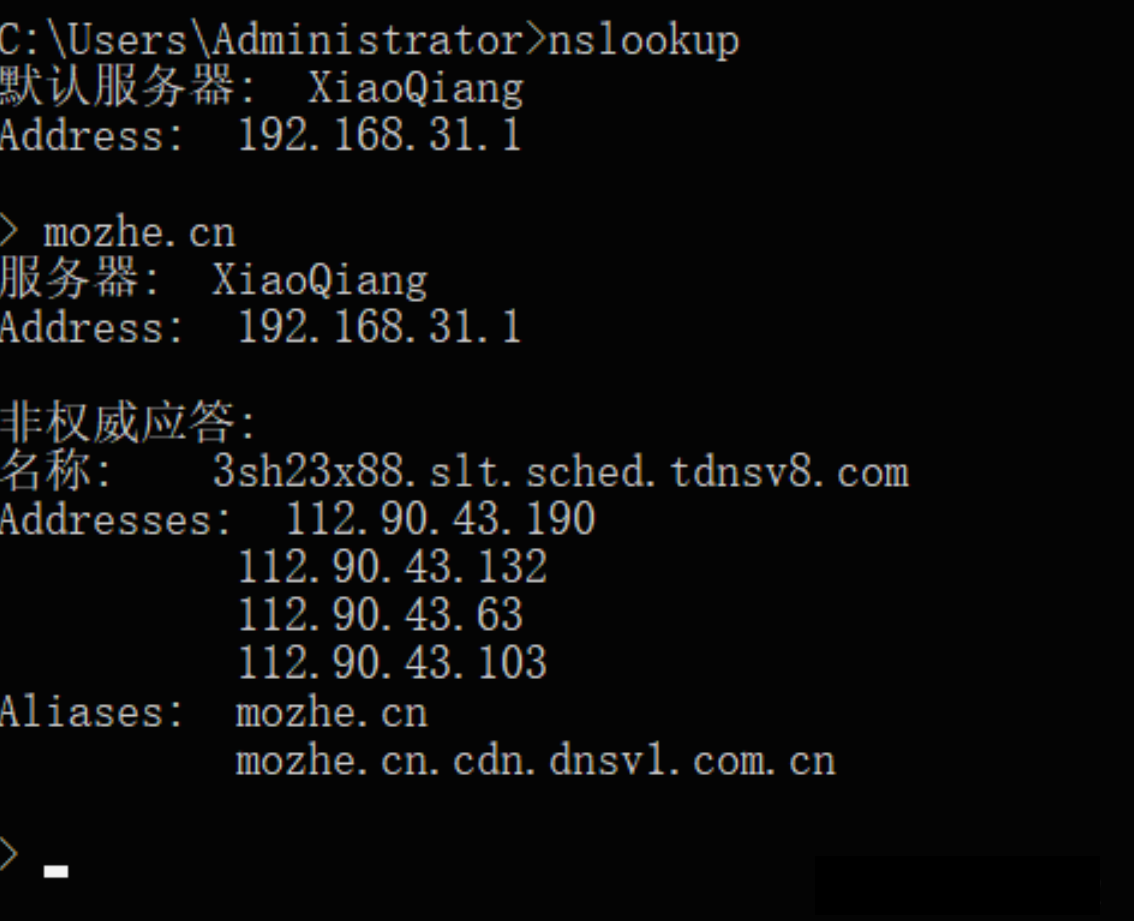 C:\Users\Administrator>nslookup
默认服务器:  XiaoQiang
Address:  192.168.31.1
> mozhe.cn
服务器:  XiaoQiang
Address:  192.168.31.1
非权威应答:
名称:    3sh23x88.slt.sched.tdnsv8.com
Addresses:  112.90.43.190
112.90.43.132
112.90.43.63
112.90.43.103
Aliases:  mozhe.cn
mozhe.cn.cdn.dnsv1.com.cn
>